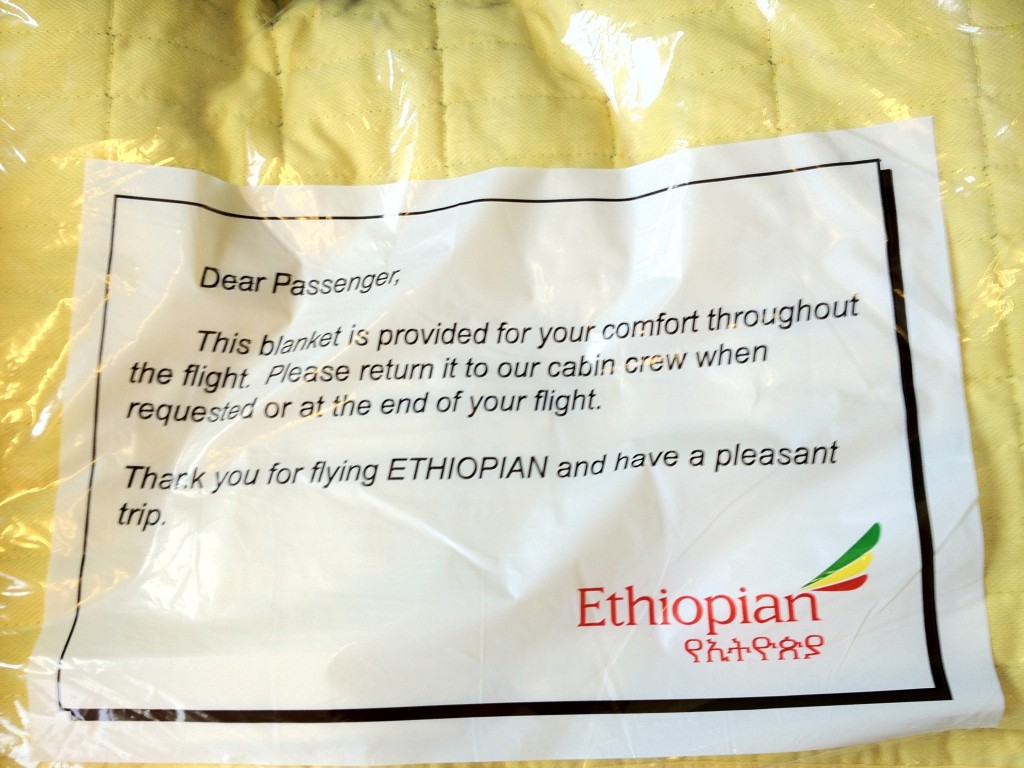 Dear Passenger,
This blanket is provided for your comfort throughout
the flight. Please return it to our cabin crew when
requested or at the end of your flight.
Thank you for flying ETHIOPIAN and have a pleasant
trip.
Ethiopian
የኢትዮጵያ